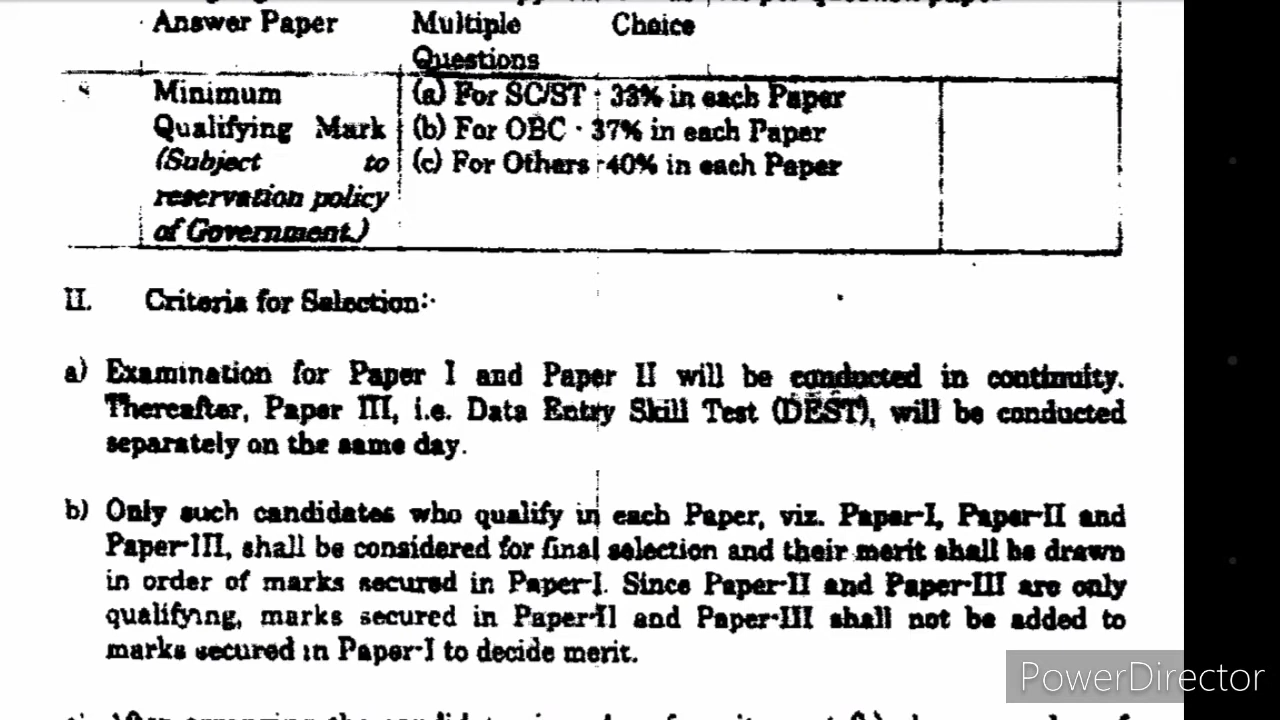 Answer Paper Multiple Choice
Questions
Minimum (a) For SC/ST - 33% in each Paper
Qualifying Mark (b) For OBC - 37% in each Paper
(Subject to (c) For Others - 40% in each Paper
reservation policy
of Government.)
II. Criteria for Selection:-
a) Examination for Paper I and Paper II will be conducted in continuity.
Thereafter, Paper III, i.e. Data Entry Skill Test (DEST), will be conducted
separately on the same day.
b) Only such candidates who qualify in each Paper, viz. Paper-I, Paper-II and
Paper-III, shall be considered for final selection and their merit shall be drawn
in order of marks secured in Paper-I. Since Paper-II and Paper-III are only
qualifying, marks secured in Paper-II and Paper-III shall not be added to
marks secured in Paper-I to decide merit.
PowerDirector